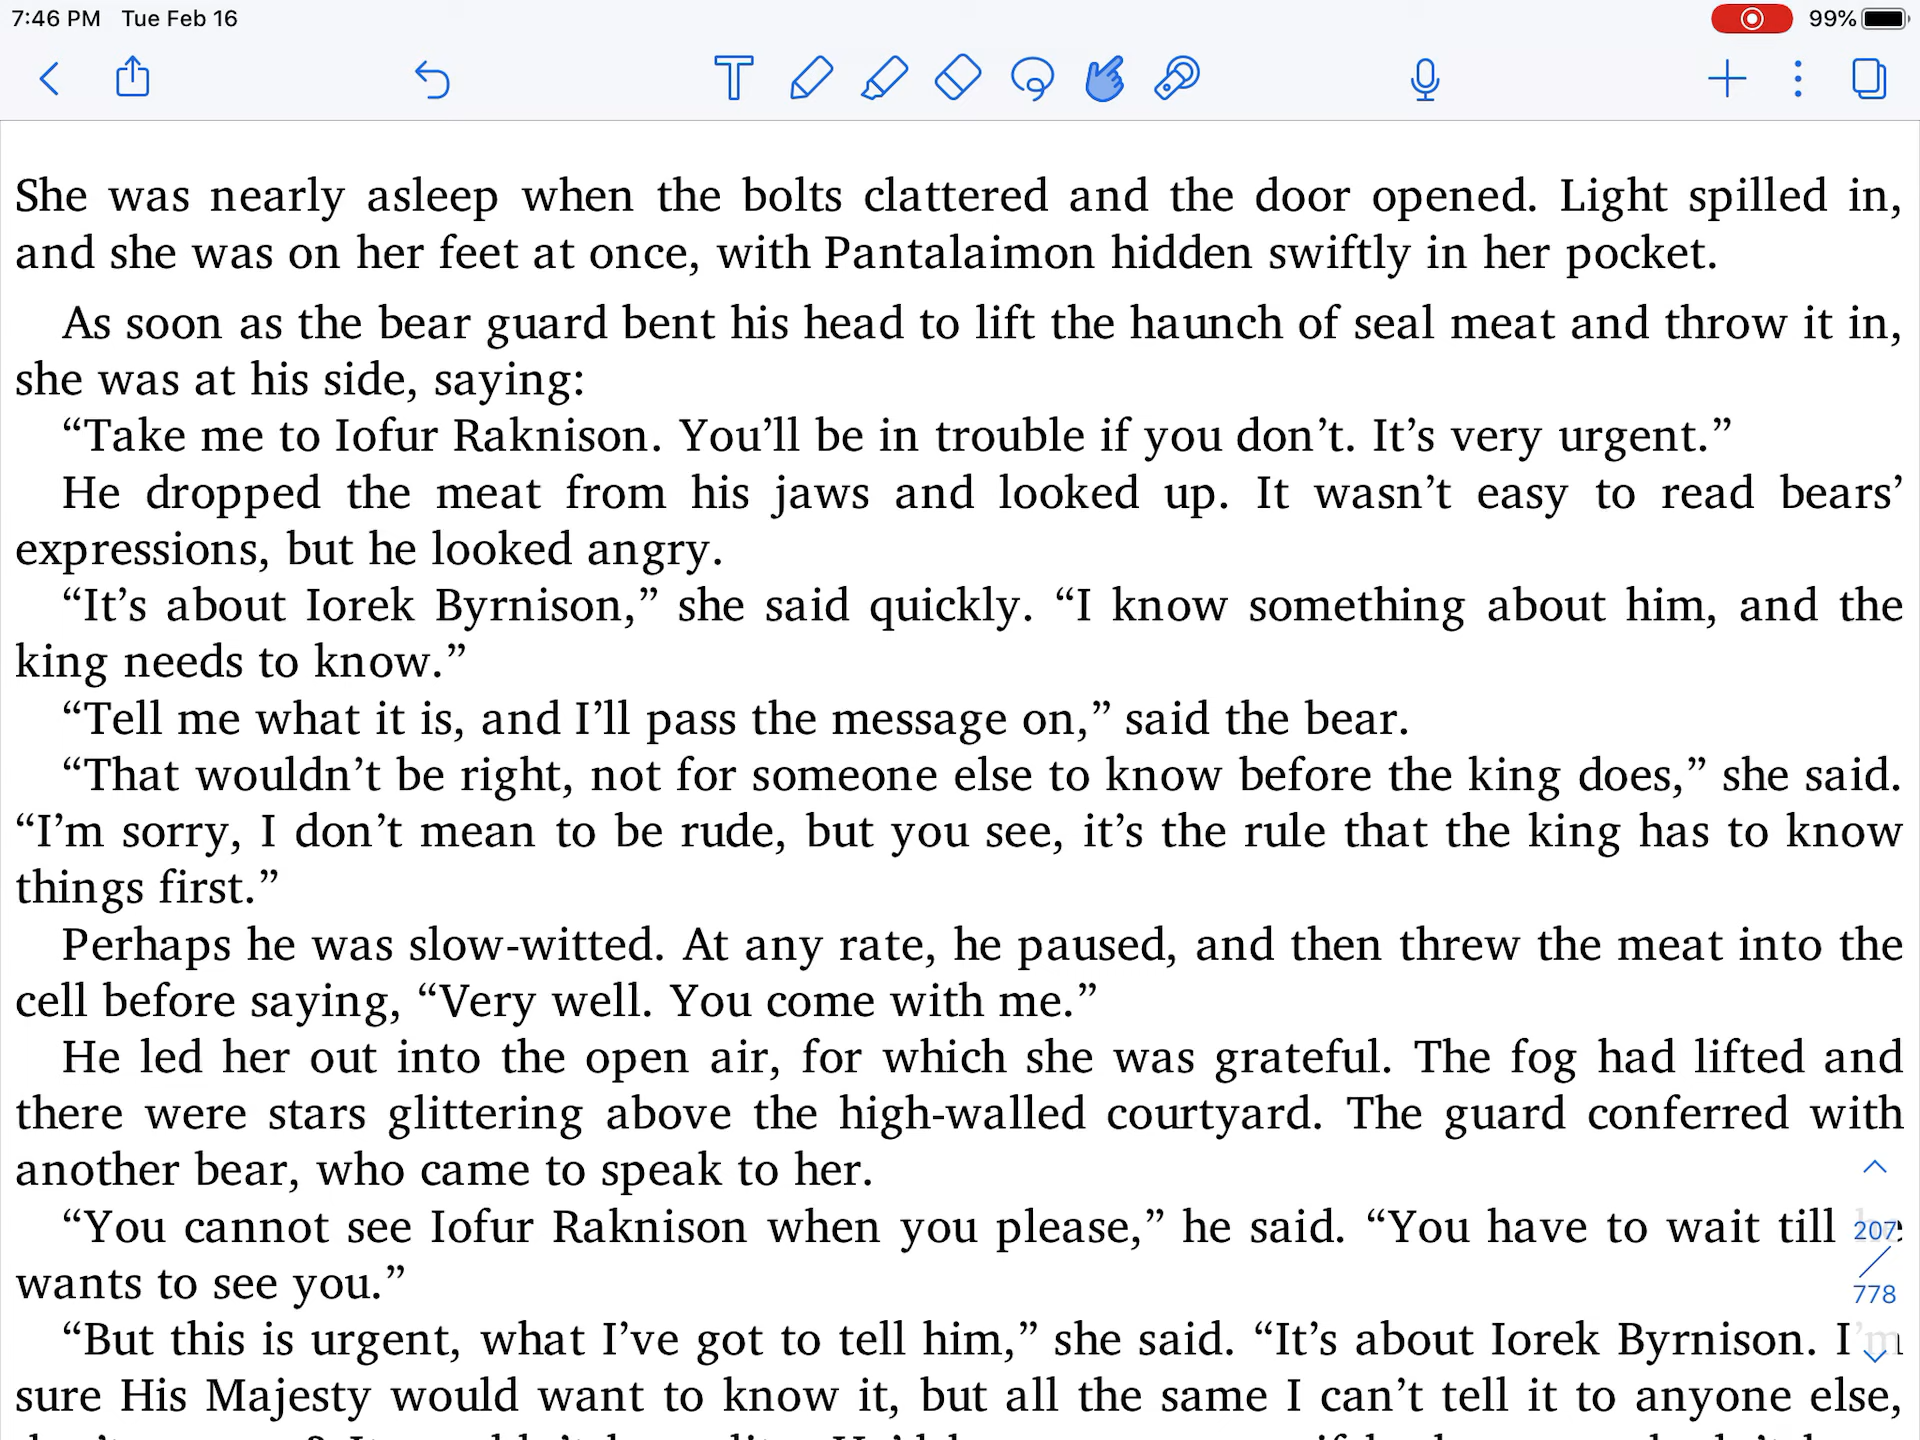 7:46 PM Tue Feb 16
99%
She was nearly asleep when the bolts clattered and the door opened. Light spilled in,
and she was on her feet at once, with Pantalaimon hidden swiftly in her pocket.
As soon as the bear guard bent his head to lift the haunch of seal meat and throw it in,
she was at his side, saying:
“Take me to Iofur Raknison. You’ll be in trouble if you don’t. It’s very urgent.”
He dropped the meat from his jaws and looked up. It wasn’t easy to read bears’
expressions, but he looked angry.
“It’s about Iorek Byrnison,” she said quickly. “I know something about him, and the
king needs to know.”
“Tell me what it is, and I’ll pass the message on,” said the bear.
“That wouldn’t be right, not for someone else to know before the king does,” she said.
“I’m sorry, I don’t mean to be rude, but you see, it’s the rule that the king has to know
things first.”
Perhaps he was slow-witted. At any rate, he paused, and then threw the meat into the
cell before saying, “Very well. You come with me.”
He led her out into the open air, for which she was grateful. The fog had lifted and
there were stars glittering above the high-walled courtyard. The guard conferred with
another bear, who came to speak to her.
“You cannot see Iofur Raknison when you please,” he said. “You have to wait till he
wants to see you.”
“But this is urgent, what I’ve got to tell him,” she said. “It’s about Iorek Byrnison. I’m
sure His Majesty would want to know it, but all the same I can’t tell it to anyone else,
207
778